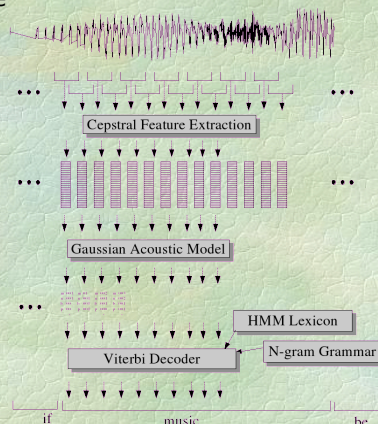 Cepstral Feature Extraction
Gaussian Acoustic Model
HMM Lexicon
N-gram Grammar
Viterbi Decoder
if music be